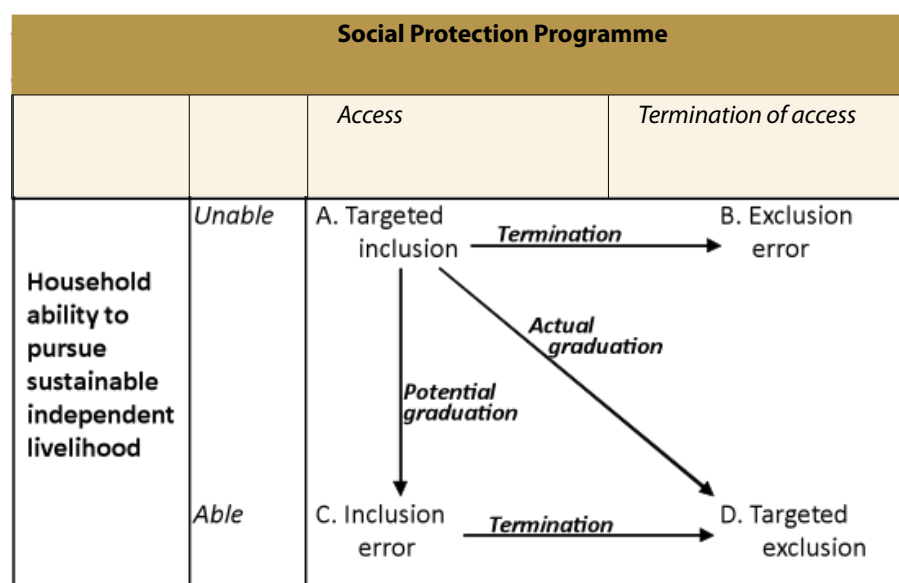 Social Protection Programme
Access
Termination of access
Household
ability to
pursue
sustainable
independent
livelihood
Unable
A. Targeted
inclusion
Termination
B. Exclusion
error
Actual
graduation
Potential
graduation
Able
C. Inclusion
error
Termination
D. Targeted
exclusion